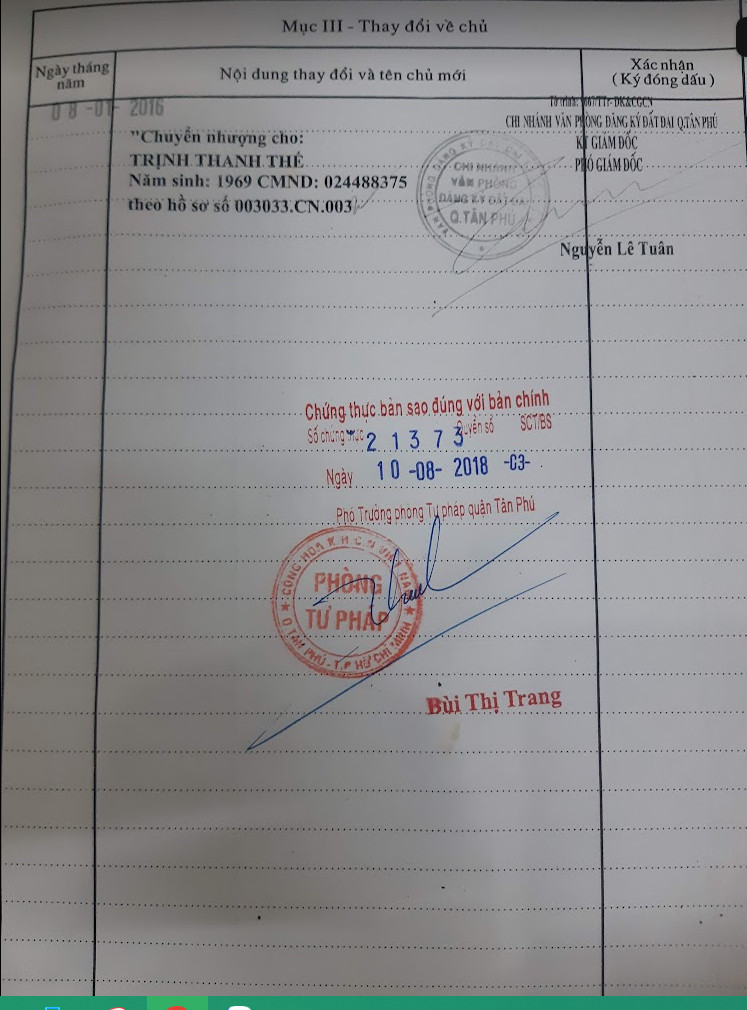 Mục III - Thay đổi về chủ
Ngày tháng năm
Nội dung thay đổi và tên chủ mới
Xác nhận
( Ký đóng dấu )
08 -01- 2016
"Chuyển nhượng cho:
TRỊNH THANH THẾ
Năm sinh: 1969 CMND: 024488375
theo hồ sơ số 003033.CN.003
Tờ trình: /TTr- ĐK&CGCN
CHI NHÁNH VĂN PHÒNG ĐĂNG KÝ ĐẤT ĐAI Q.TÂN PHÚ
KT GIÁM ĐỐC
PHÓ GIÁM ĐỐC
CHI NHÁNH
VĂN PHÒNG
ĐĂNG KÝ ĐẤT ĐAI
Q.TÂN PHÚ
Nguyễn Lê Tuân
Chứng thực bản sao đúng với bản chính
Số chứng thực 21373 Quyển số SCT/BS
Ngày 10 -08- 2018 -03-
Phó Trưởng phòng Tư pháp quận Tân Phú
CỘNG HÒA X.H.C.N VIỆT NAM
PHÒNG
TƯ PHÁP
Q TÂN PHÚ - T.P HỒ CHÍ MINH
Bùi Thị Trang